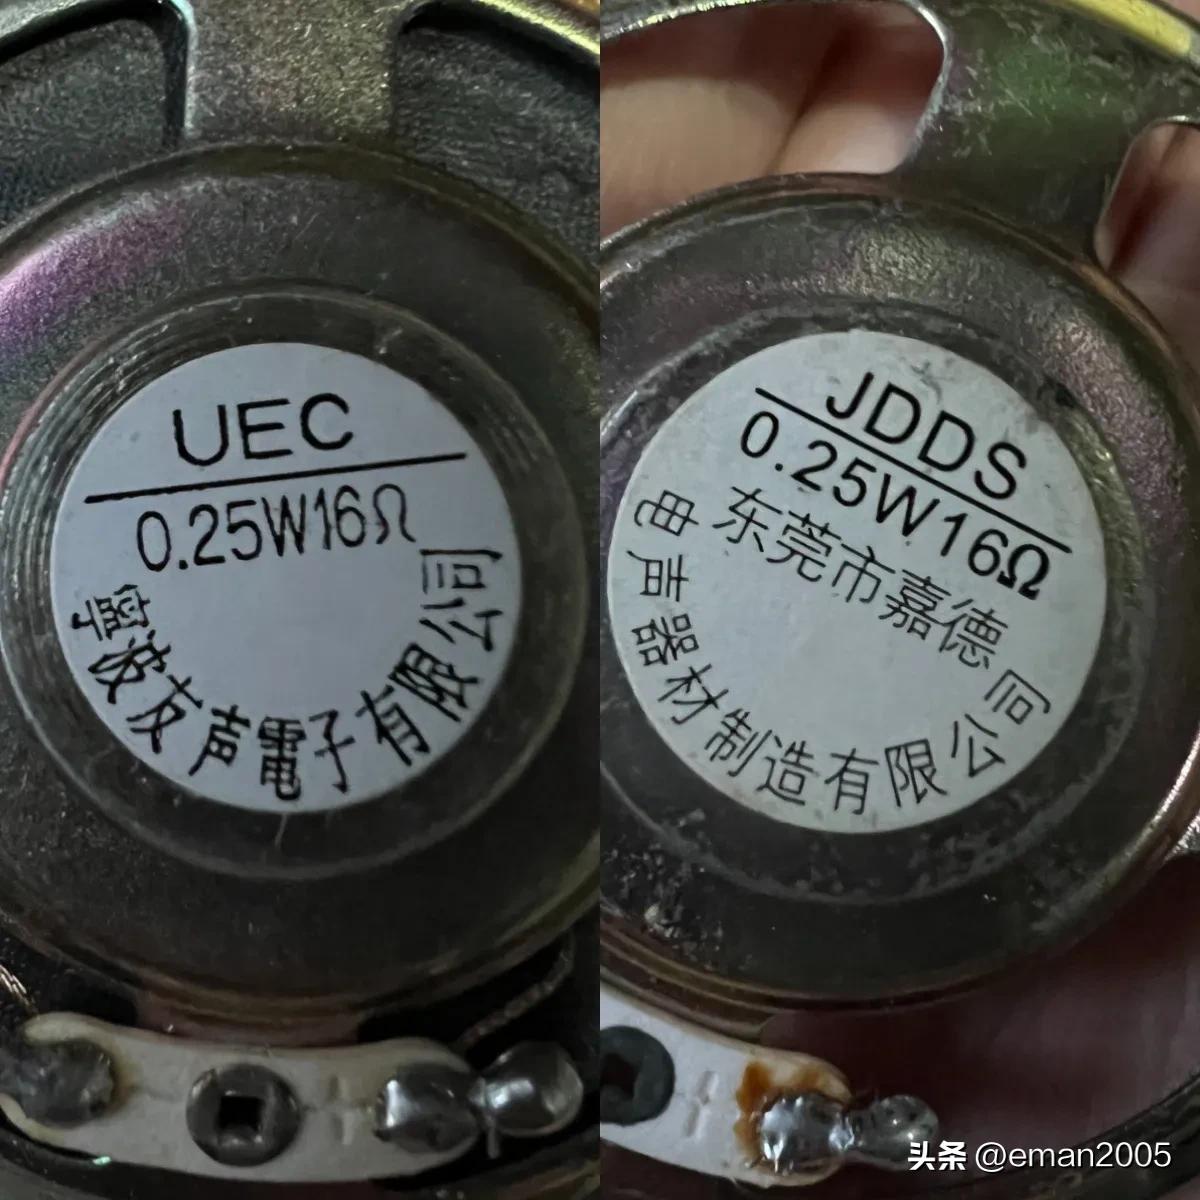 UEC
0.25W16Ω
寧波友声電子有限公司
JDDS
0.25W16Ω
东莞市嘉德
电声器材制造有限公司
头条 @eman2005